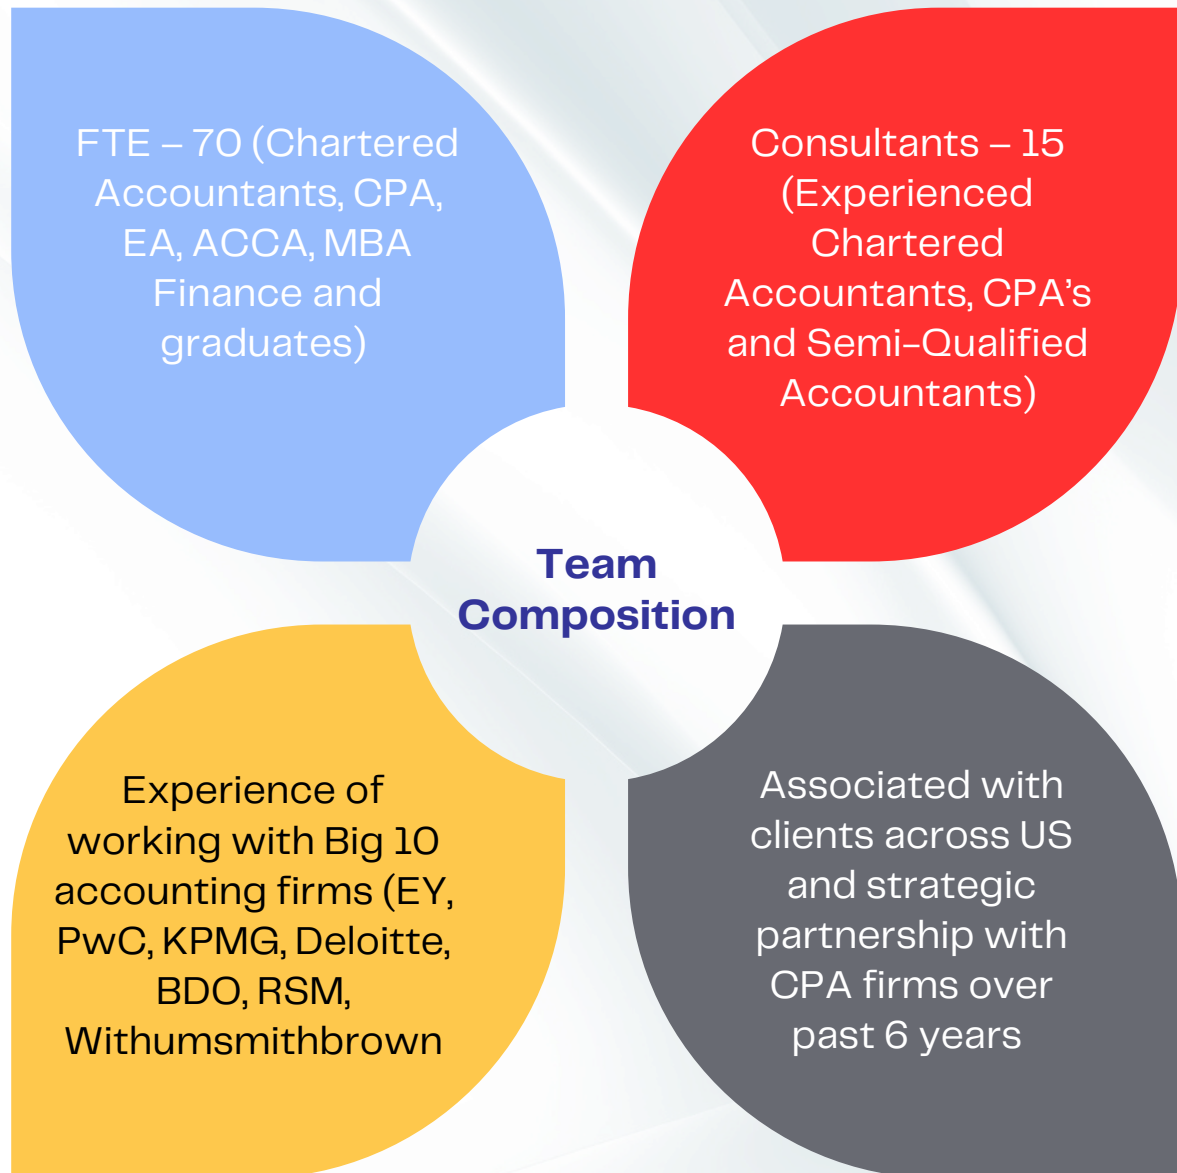 FTE – 70 (Chartered
Accountants, CPA,
EA, ACCA, MBA
Finance and
graduates)
Consultants – 15
(Experienced
Chartered
Accountants, CPA’s
and Semi-Qualified
Accountants)
Team
Composition
Experience of
working with Big 10
accounting firms (EY,
PwC, KPMG, Deloitte,
BDO, RSM,
Withumsmithbrown
Associated with
clients across US
and strategic
partnership with
CPA firms over
past 6 years